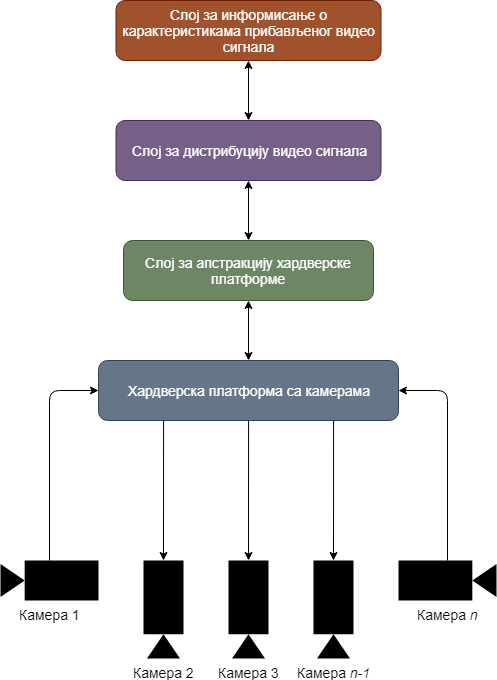 Слој за информисање о
карактеристикама прибављеног видео
сигнала
Слој за дистрибуцију видео сигнала
Слој за апстракцију хардверске
платформе
Хардверска платформа са камерама
Камера 1
Камера n
Камера 2
Камера 3
Камера n-1